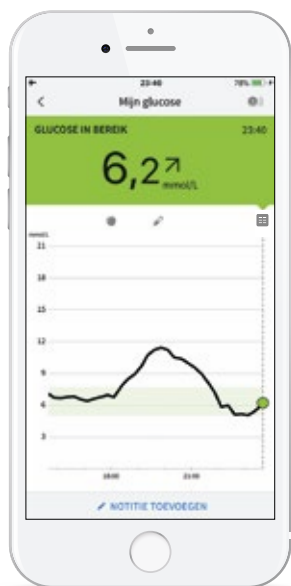 23:40 78%
Mijn glucose
GLUCOSE IN BEREIK 23:40
6,2
mmol/L
mmol/L
21
18
15
12
9
6
3
18:00 21:00
NOTITIE TOEVOEGEN